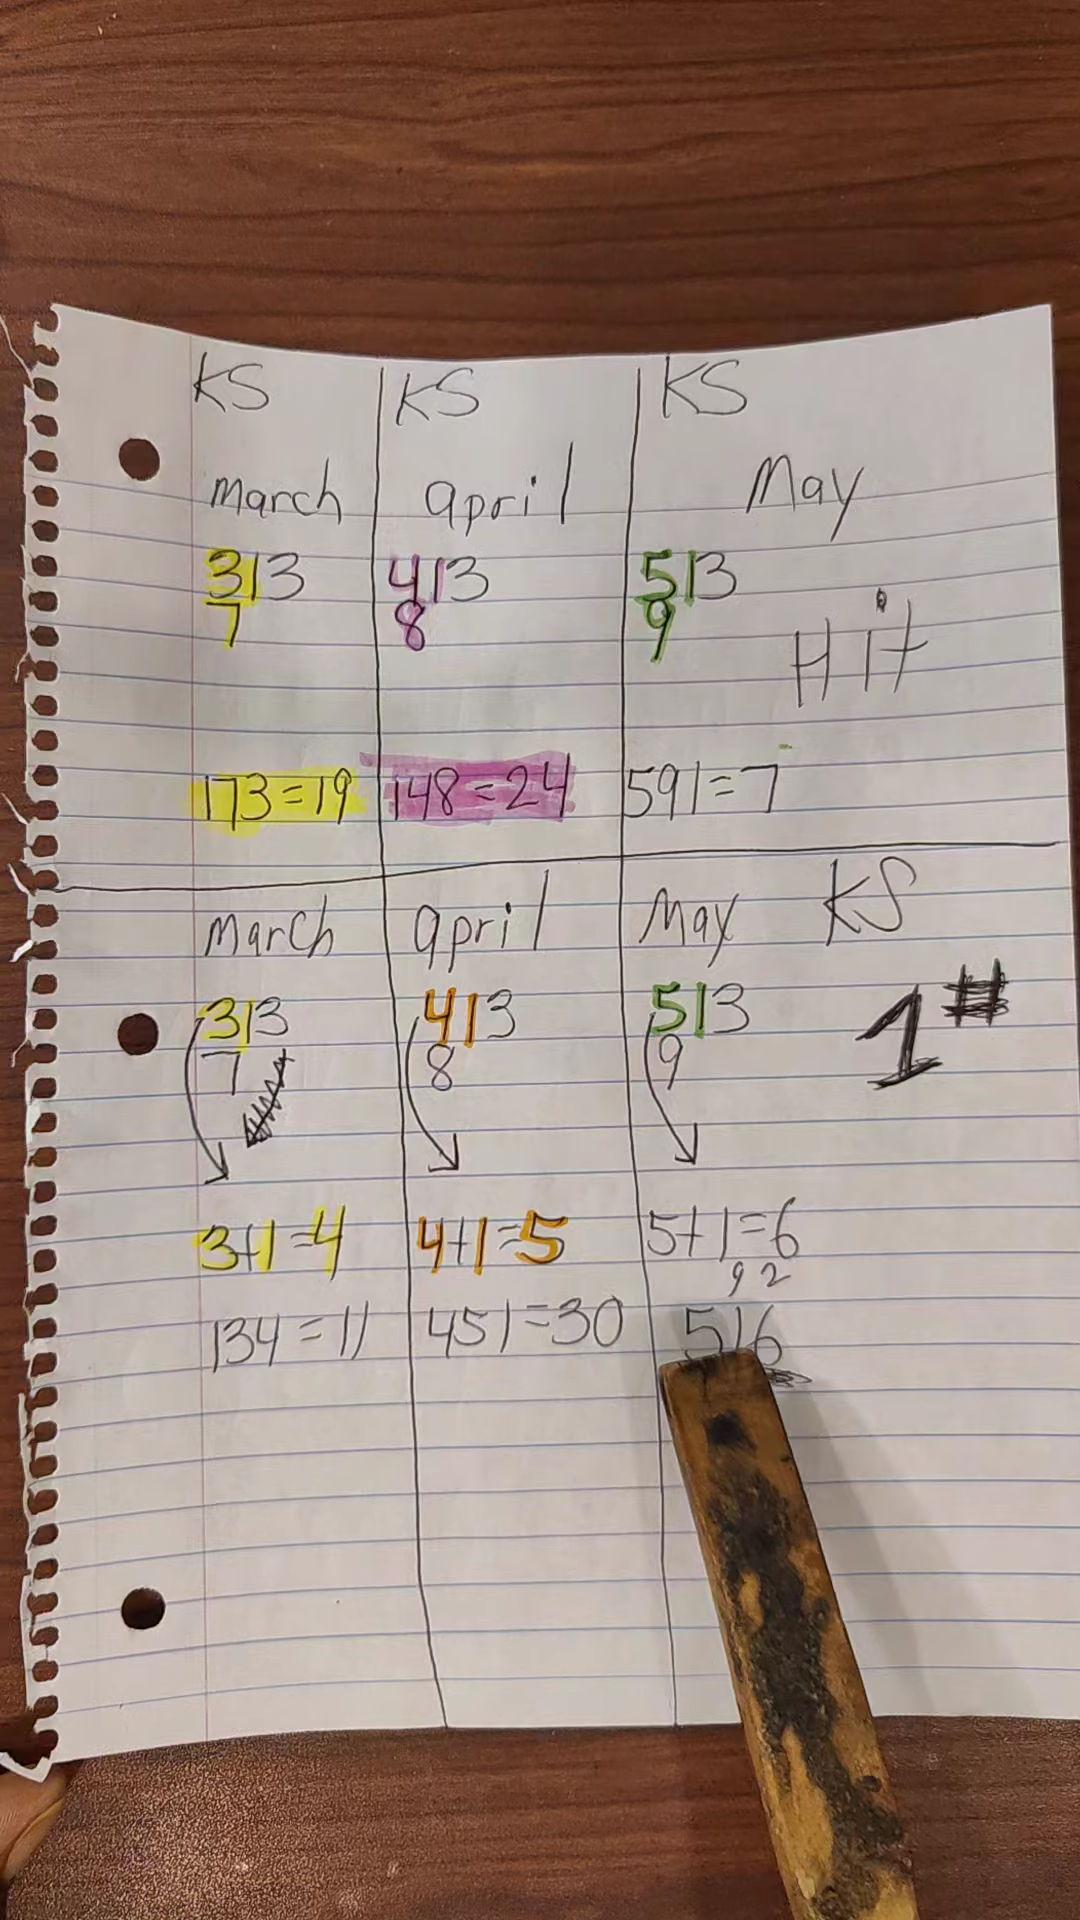 KS KS KS
March april May
313 413 513
7 8 9
Hit
173=19 148=24 591=7
March april May KS
313 413 513 1#
7 8 9
3+1=4 4+1=5 5+1=6
9 2
134=11 451=30 516